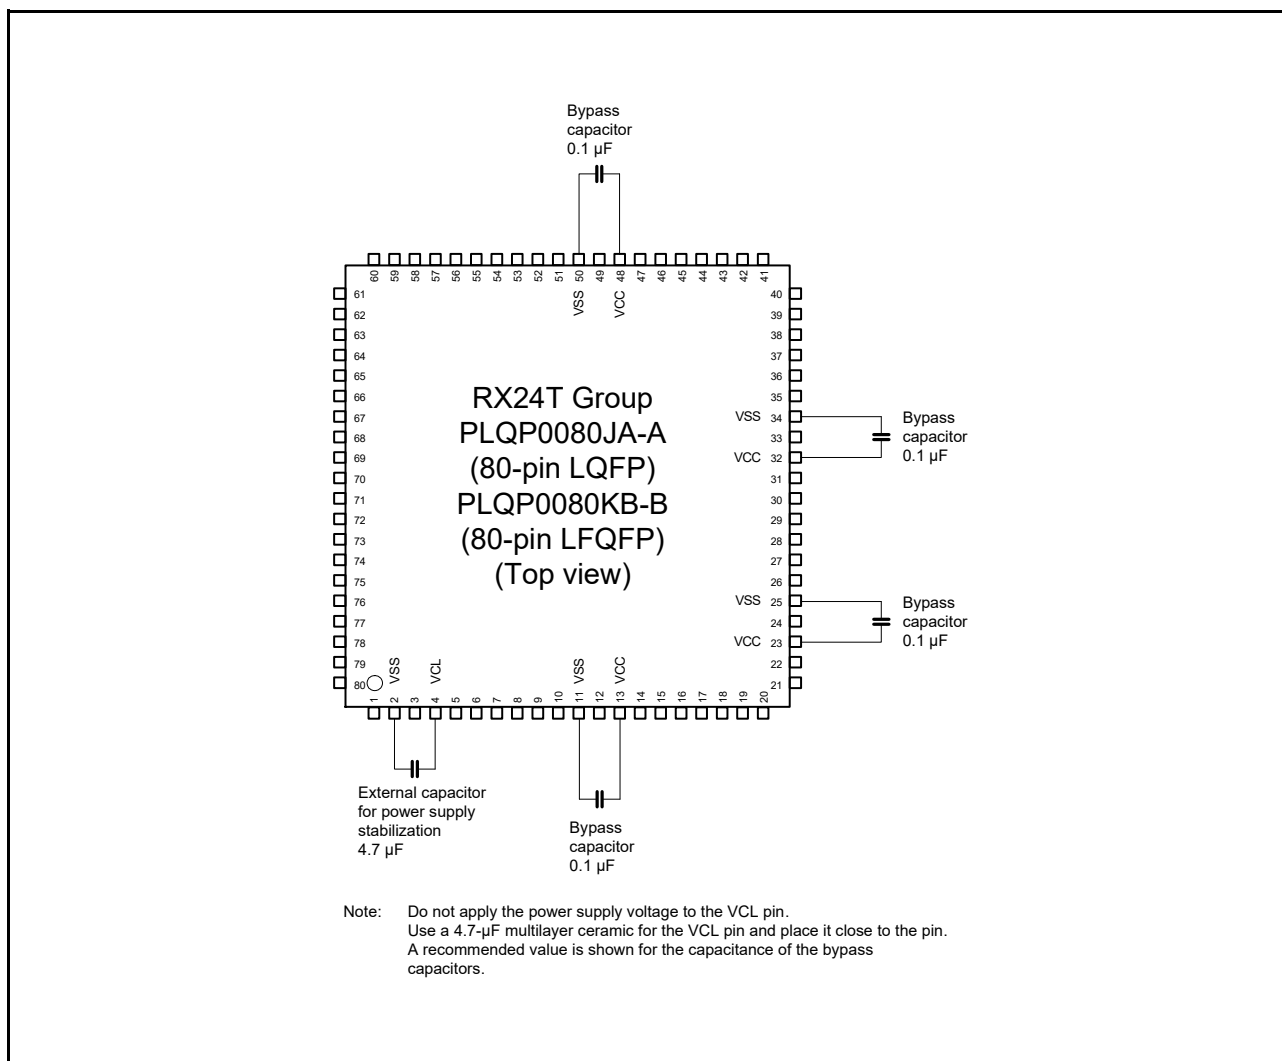 Bypass
capacitor
0.1 µF
60 59 58 57 56 55 54 53 52 51 50 49 48 47 46 45 44 43 42 41
VSS VCC
61
62
63
64
65
66
67
68
69
70
71
72
73
74
75
76
77
78
79
80
RX24T Group
PLQP0080JA-A
(80-pin LQFP)
PLQP0080KB-B
(80-pin LFQFP)
(Top view)
40
39
38
37
36
35
VSS 34
33
VCC 32
31
30
29
28
27
26
VSS 25
24
VCC 23
22
21
Bypass
capacitor
0.1 µF
Bypass
capacitor
0.1 µF
VSS VCL VSS VCC
1 2 3 4 5 6 7 8 9 10 11 12 13 14 15 16 17 18 19 20
External capacitor
for power supply
stabilization
4.7 µF
Bypass
capacitor
0.1 µF
Note: Do not apply the power supply voltage to the VCL pin.
Use a 4.7-µF multilayer ceramic for the VCL pin and place it close to the pin.
A recommended value is shown for the capacitance of the bypass
capacitors.